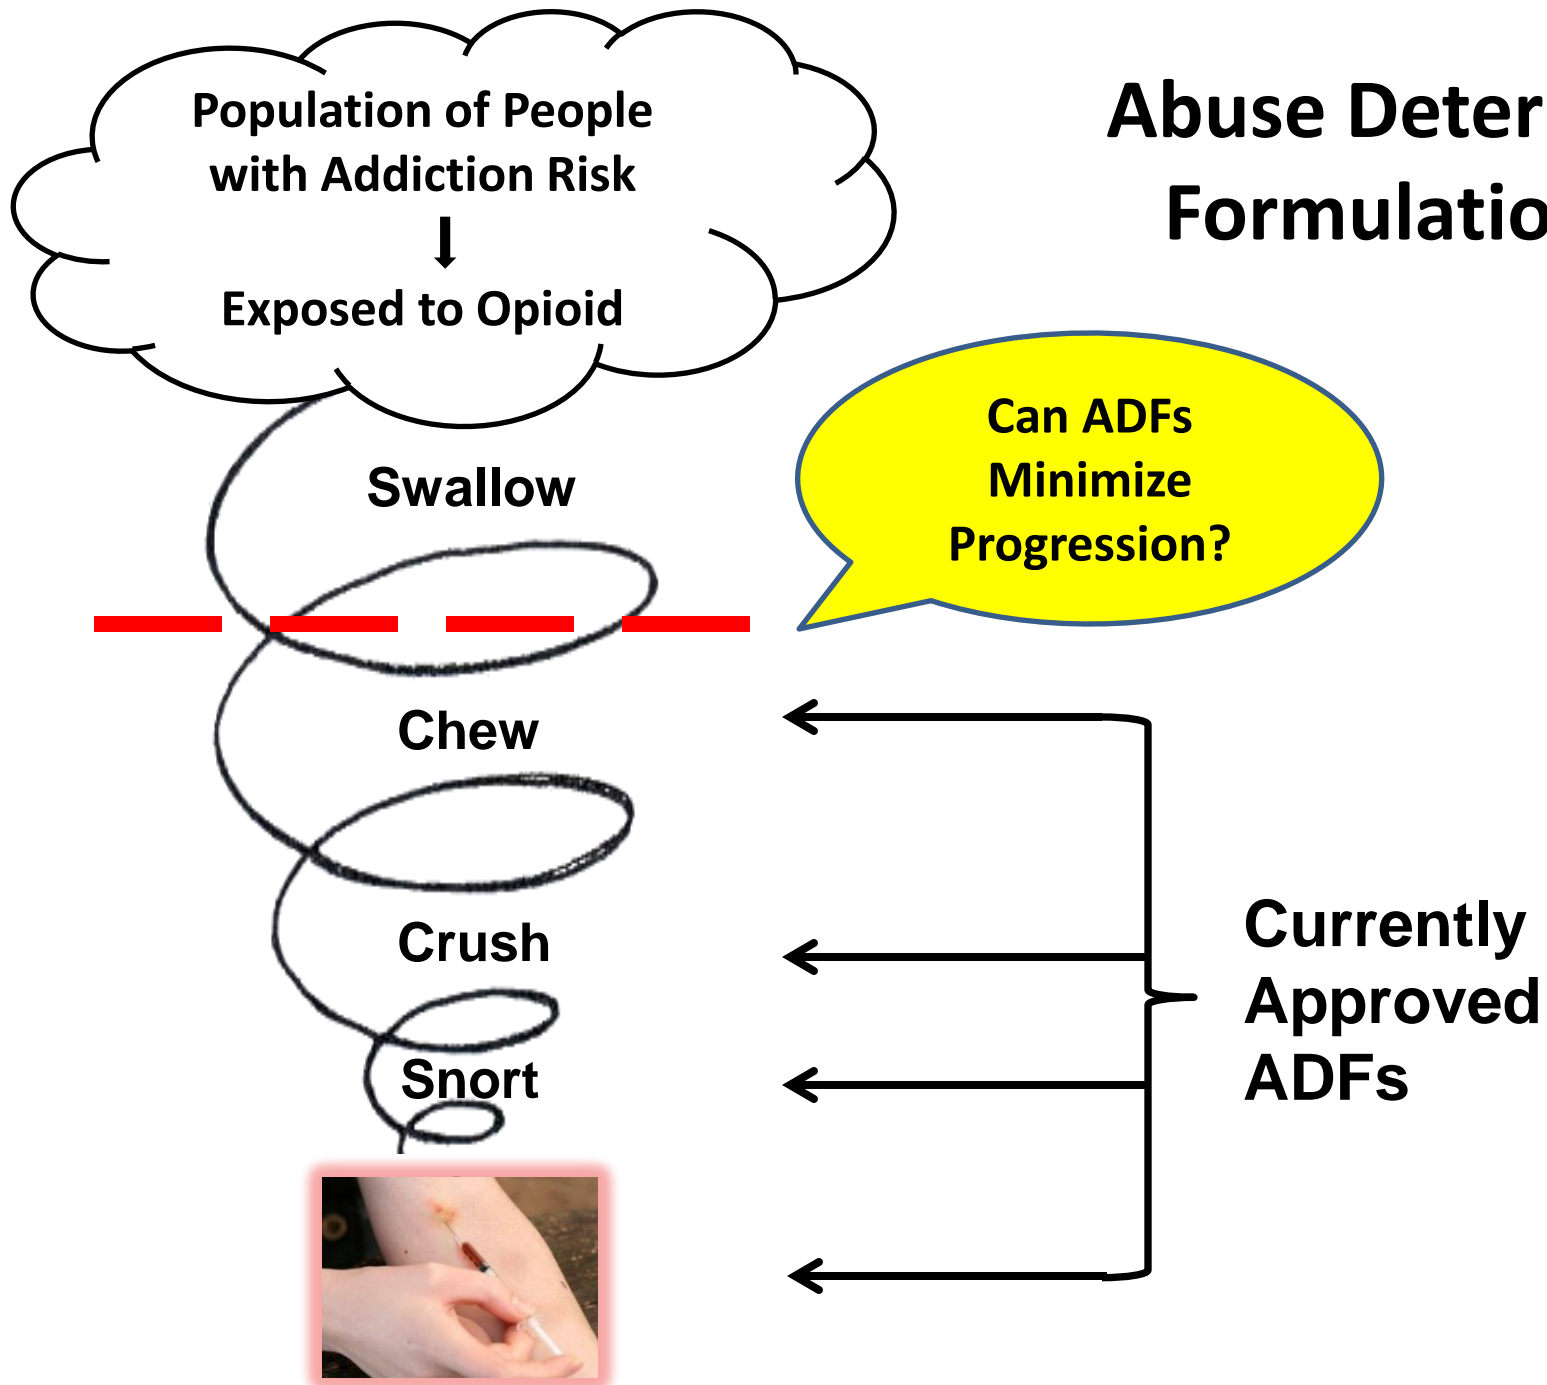 Population of People
with Addiction Risk
Exposed to Opioid
Abuse Deter
Formulatio
Can ADFs
Minimize
Progression?
Swallow
Chew
Crush
Snort
Currently
Approved
ADFs